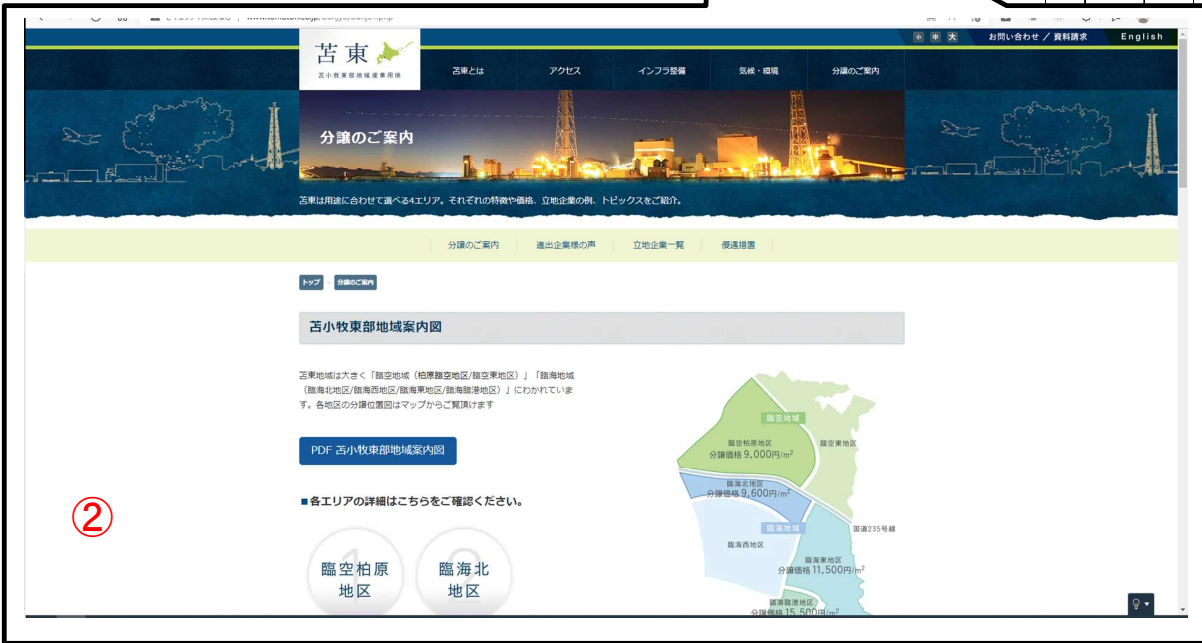 小 中 大 お問い合わせ / 資料請求 English
苫東
苫小牧東部地域産業用地
苫東とは アクセス インフラ整備 気候・環境 分譲のご案内
分譲のご案内
苫東は用途に合わせて選べる4エリア。それぞれの特徴や価格、立地企業の例、トピックスをご紹介。
分譲のご案内 進出企業様の声 立地企業一覧 優遇措置
トップ 分譲のご案内
苫小牧東部地域案内図
苫東地域は大きく「臨空地域(柏原臨空地区/臨空東地区)」「臨海地域
(臨海北地区/臨海西地区/臨海東地区/臨海臨港地区)」にわかれていま
す。各地区の分譲位置図はマップからご覧頂けます
PDF 苫小牧東部地域案内図
■各エリアの詳細はこちらをご確認ください。
②
1
臨空柏原
地区
2
臨海北
地区
臨空地域
臨空柏原地区
分譲価格 9,000円/m²
臨空東地区
臨海北地区
分譲価格 9,600円/m²
臨海地域
国道235号線
臨海西地区
臨海東地区
分譲価格 11,500円/m²
臨海臨港地区
分譲価格 15,500円/m²